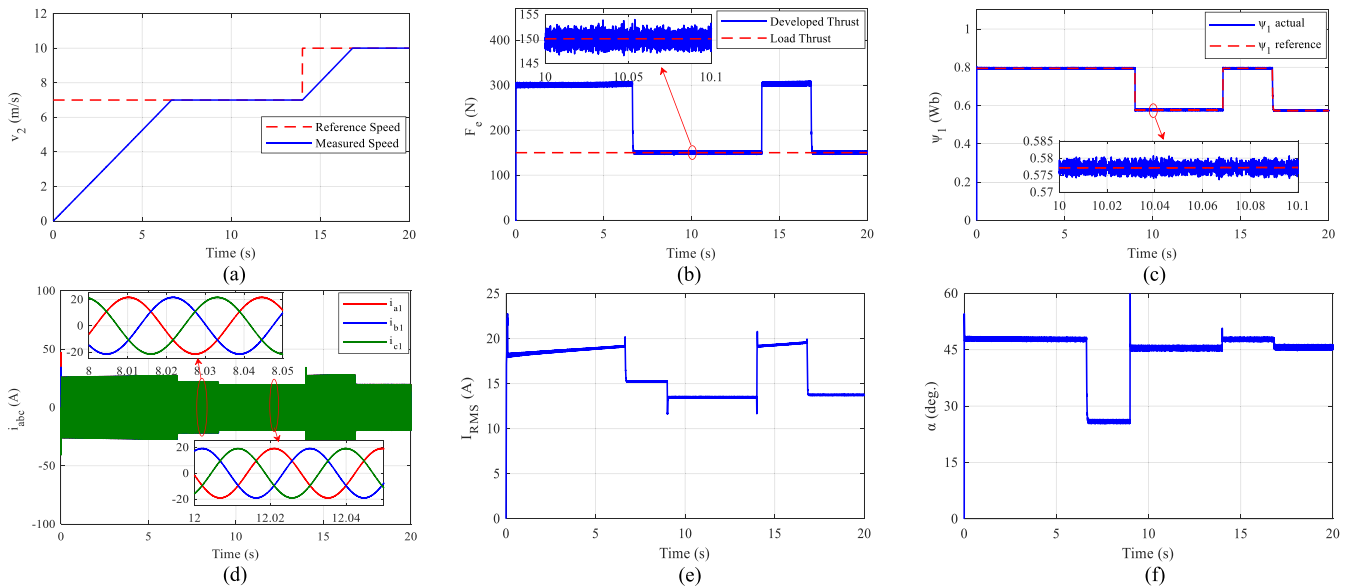 12
10
8
6
4
2
0
v2 (m/s)
Reference Speed
Measured Speed
0 5 10 15 20
Time (s)
(a)
400
300
200
100
0
Fe (N)
155
150
145
10 10.05 10.1
Developed Thrust
Load Thrust
0 5 10 15 20
Time (s)
(b)
1
0.8
0.6
0.4
0.2
0
ψ1 (Wb)
ψ1 actual
ψ1 reference
0.585
0.58
0.575
0.57
10 10.02 10.04 10.06 10.08 10.1
0 5 10 15 20
Time (s)
(c)
100
50
0
-50
-100
iabc (A)
20
0
-20
8 8.01 8.02 8.03 8.04 8.05
ia1
ib1
ic1
20
0
-20
12 12.02 12.04
0 5 10 15 20
Time (s)
(d)
25
20
15
10
5
0
IRMS (A)
0 5 10 15 20
Time (s)
(e)
60
45
30
15
0
α (deg.)
0 5 10 15 20
Time (s)
(f)